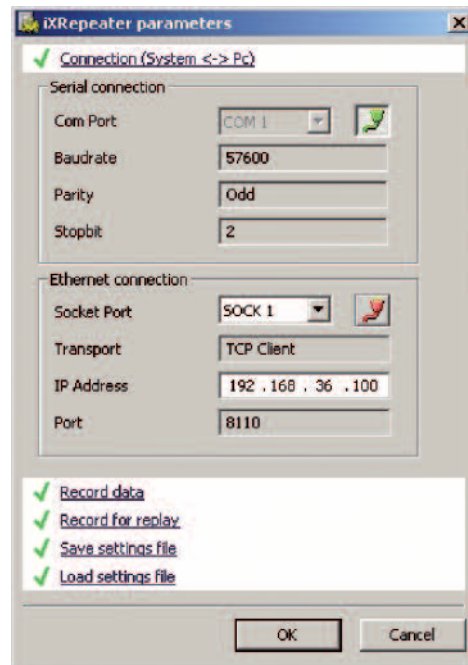 iXRepeater parameters
Connection (System <-> Pc)
Serial connection
Com Port COM 1
Baudrate 57600
Parity Odd
Stopbit 2
Ethernet connection
Socket Port SOCK 1
Transport TCP Client
IP Address 192 . 168 . 36 . 100
Port 8110
Record data
Record for replay
Save settings file
Load settings file
OK Cancel